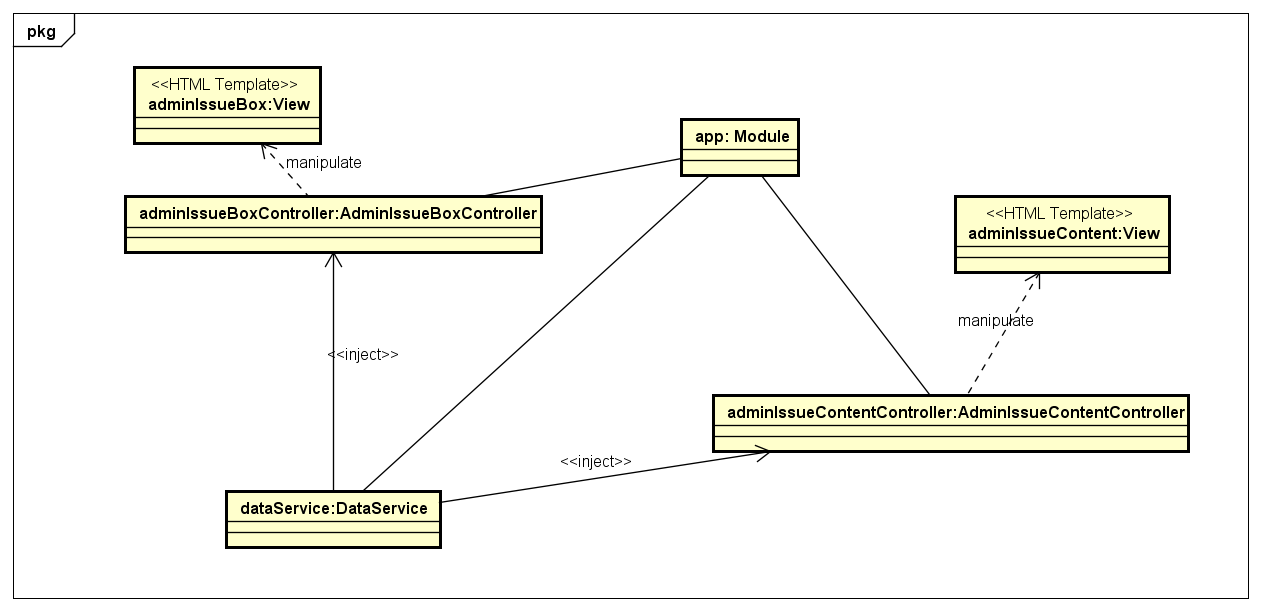 pkg
<<HTML Template>>
adminIssueBox:View
manipulate
app: Module
adminIssueBoxController:AdminIssueBoxController
<<HTML Template>>
adminIssueContent:View
manipulate
<<inject>>
adminIssueContentController:AdminIssueContentController
<<inject>>
dataService:DataService